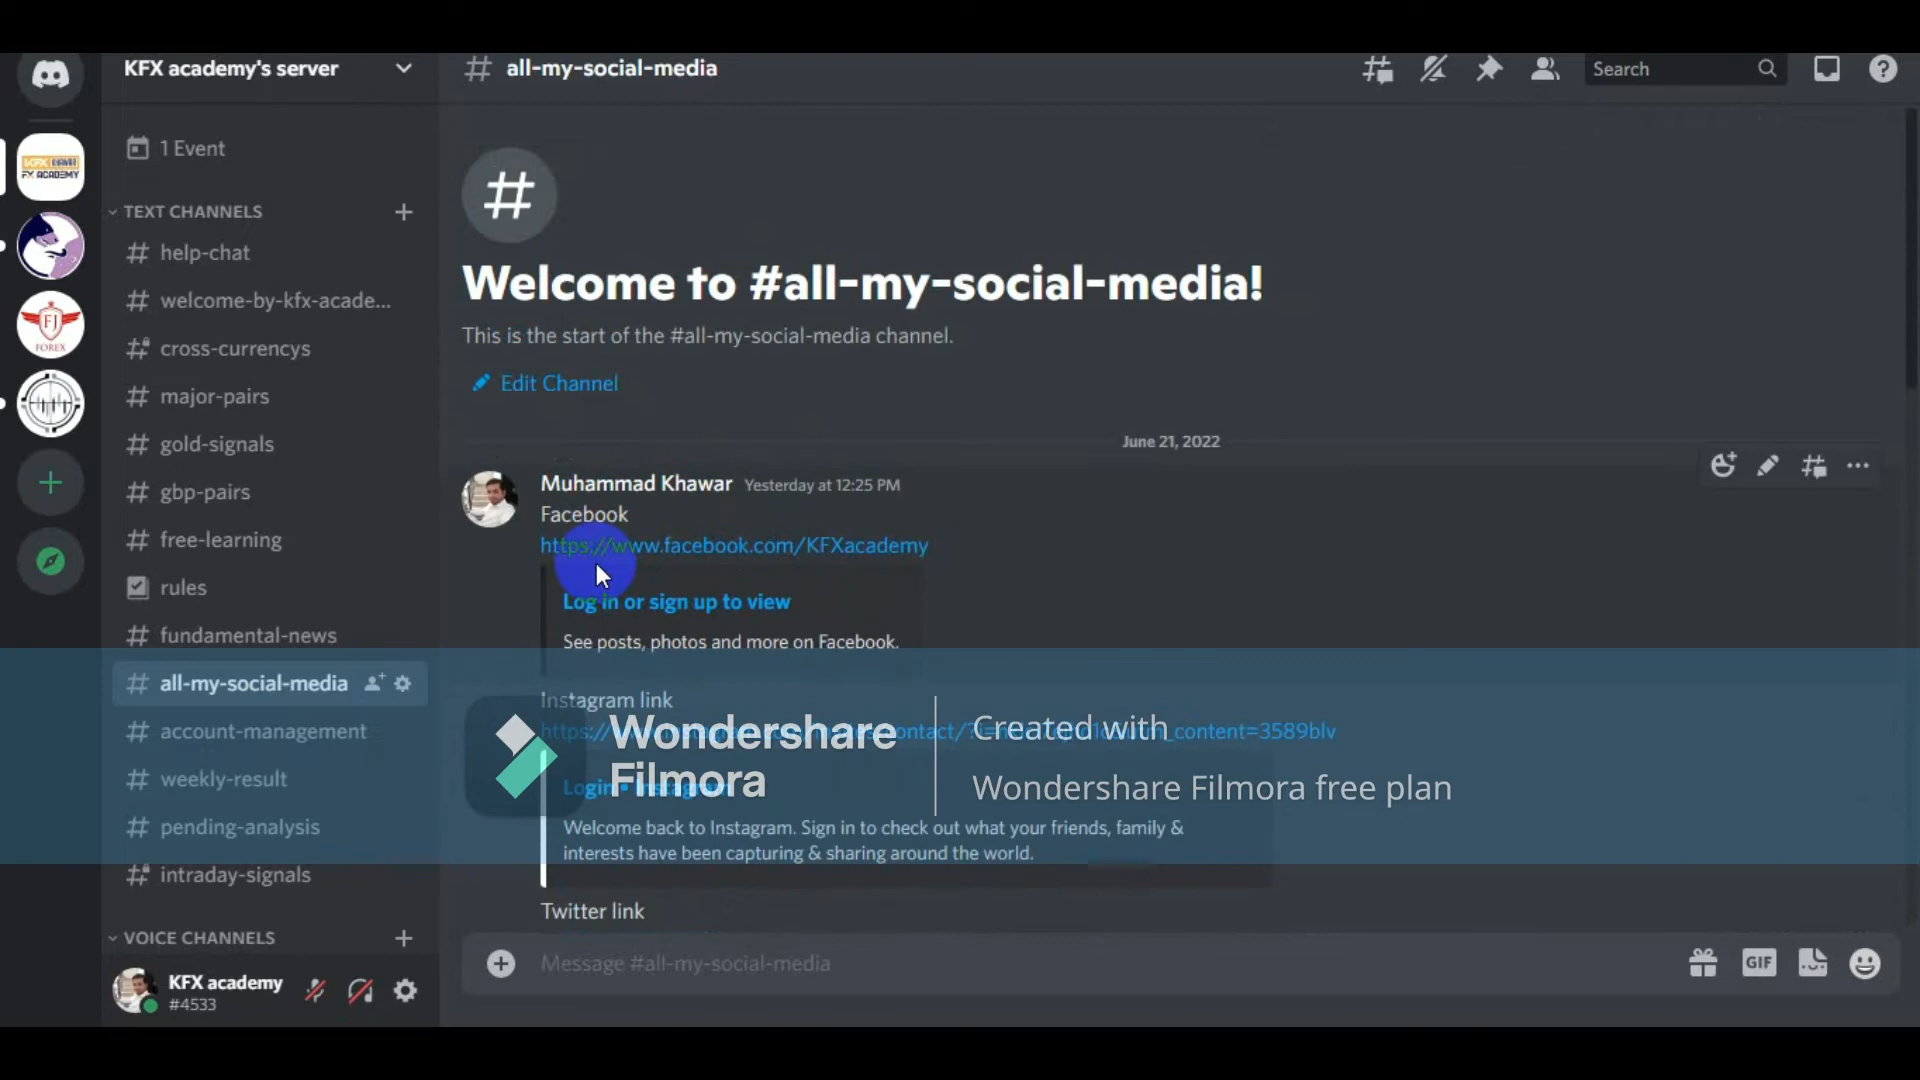 KFX academy's server
all-my-social-media
Search
1 Event
TEXT CHANNELS
help-chat
welcome-by-kfx-acade...
cross-currencys
major-pairs
gold-signals
gbp-pairs
free-learning
rules
fundamental-news
all-my-social-media
account-management
weekly-result
pending-analysis
intraday-signals
VOICE CHANNELS
KFX academy
#4533
FX ACADEMY
FJ
FOREX
#
Welcome to #all-my-social-media!
This is the start of the #all-my-social-media channel.
Edit Channel
June 21, 2022
Muhammad Khawar Yesterday at 12:25 PM
Facebook
https://www.facebook.com/KFXacademy
Log in or sign up to view
See posts, photos and more on Facebook.
Instagram link
Login • Instagram
Welcome back to Instagram. Sign in to check out what your friends, family &
interests have been capturing & sharing around the world.
Twitter link
Message #all-my-social-media
GIF
Wondershare
Filmora
Created with
Wondershare Filmora free plan